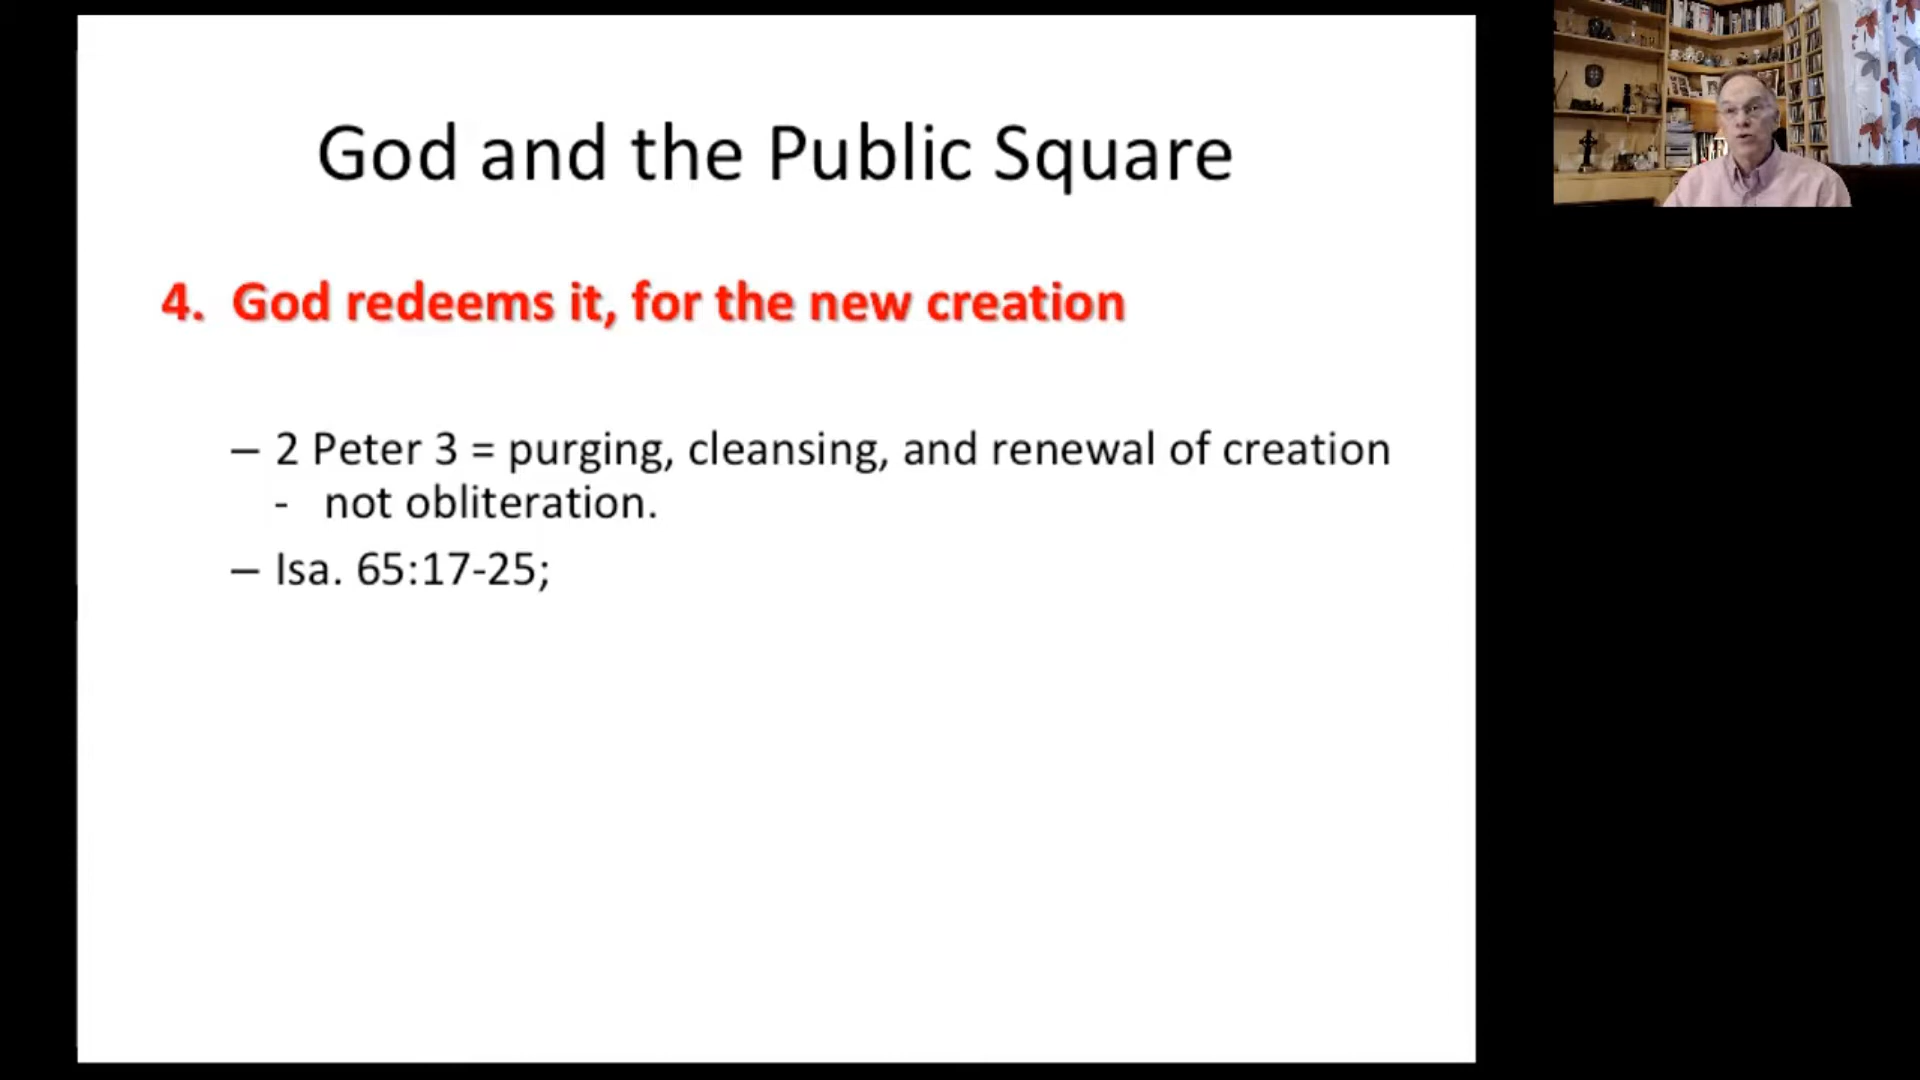 God and the Public Square
4. God redeems it, for the new creation
– 2 Peter 3 = purging, cleansing, and renewal of creation
- not obliteration.
– Isa. 65:17-25;